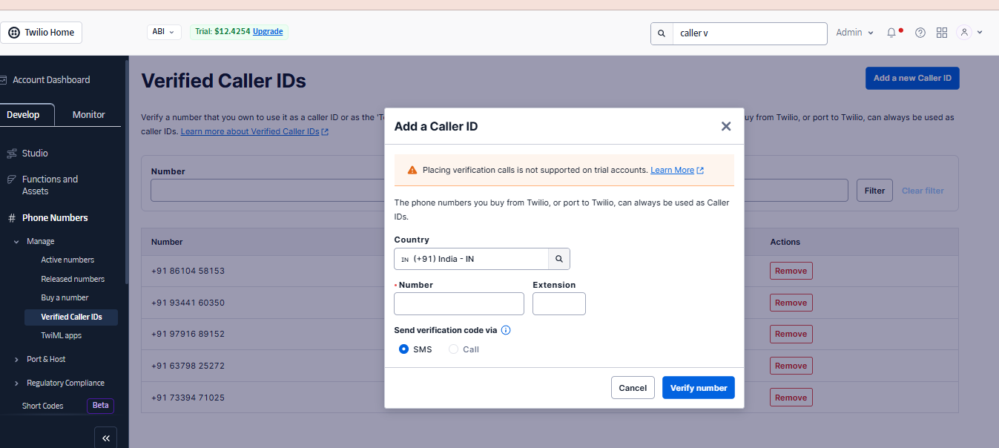 Twilio Home
ABI
Trial: $12.4254 Upgrade
caller v
Admin
Account Dashboard
Develop
Monitor
Studio
Functions and
Assets
# Phone Numbers
Manage
Active numbers
Released numbers
Buy a number
Verified Caller IDs
TwiML apps
Port & Host
Regulatory Compliance
Short Codes
Beta
Verified Caller IDs
Add a new Caller ID
Verify a number that you own to use it as a caller ID or as the 'T
uy from Twilio, or port to Twilio, can always be used as
caller IDs. Learn more about Verified Caller IDs
Number
Filter
Clear filter
Number
Actions
+91 86104 58153
Remove
+91 93441 60350
Remove
+91 97916 89152
Remove
+91 63798 25272
Remove
+91 73394 71025
Remove
Add a Caller ID
Placing verification calls is not supported on trial accounts. Learn More
The phone numbers you buy from Twilio, or port to Twilio, can always be used as Caller
IDs.
Country
IN (+91) India - IN
Number
Extension
Send verification code via
SMS
Call
Cancel
Verify number